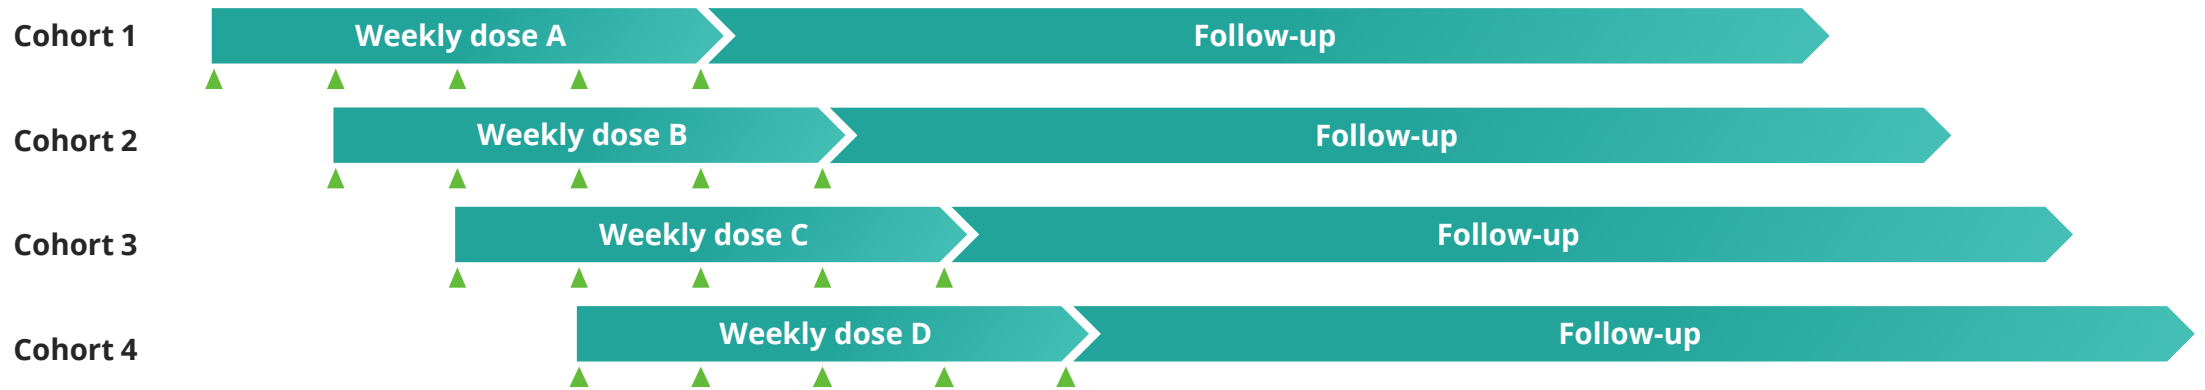 Cohort 1
Weekly dose A
Follow-up
Cohort 2
Weekly dose B
Follow-up
Cohort 3
Weekly dose C
Follow-up
Cohort 4
Weekly dose D
Follow-up